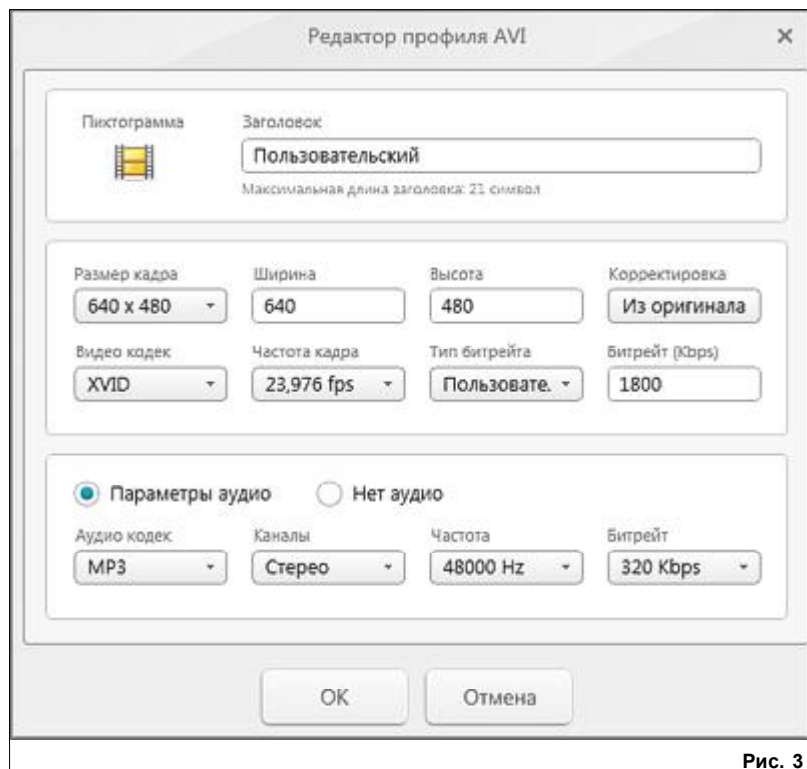 Редактор профиля AVI
Пиктограмма Заголовок
Пользовательский
Максимальная длина заголовка: 21 символ
Размер кадра Ширина Высота Корректировка
640 x 480 640 480 Из оригинала
Видео кодек Частота кадра Тип битрейта Битрейт (Kbps)
XVID 23,976 fps Пользовате. 1800
Параметры аудио Нет аудио
Аудио кодек Каналы Частота Битрейт
MP3 Стерео 48000 Hz 320 Kbps
OK Отмена
Рис. 3